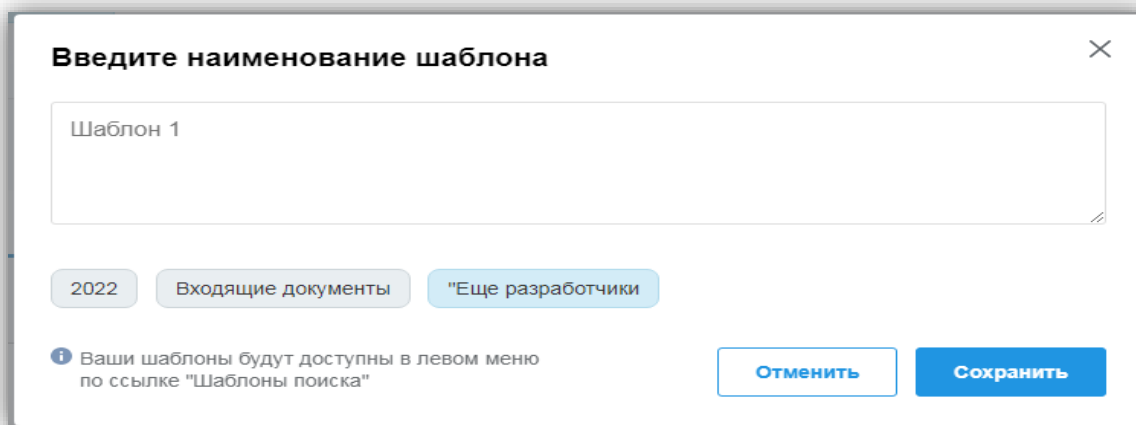 Введите наименование шаблона
Шаблон 1
2022 Входящие документы "Еще разработчики
Ваши шаблоны будут доступны в левом меню
по ссылке "Шаблоны поиска"
Отменить Сохранить